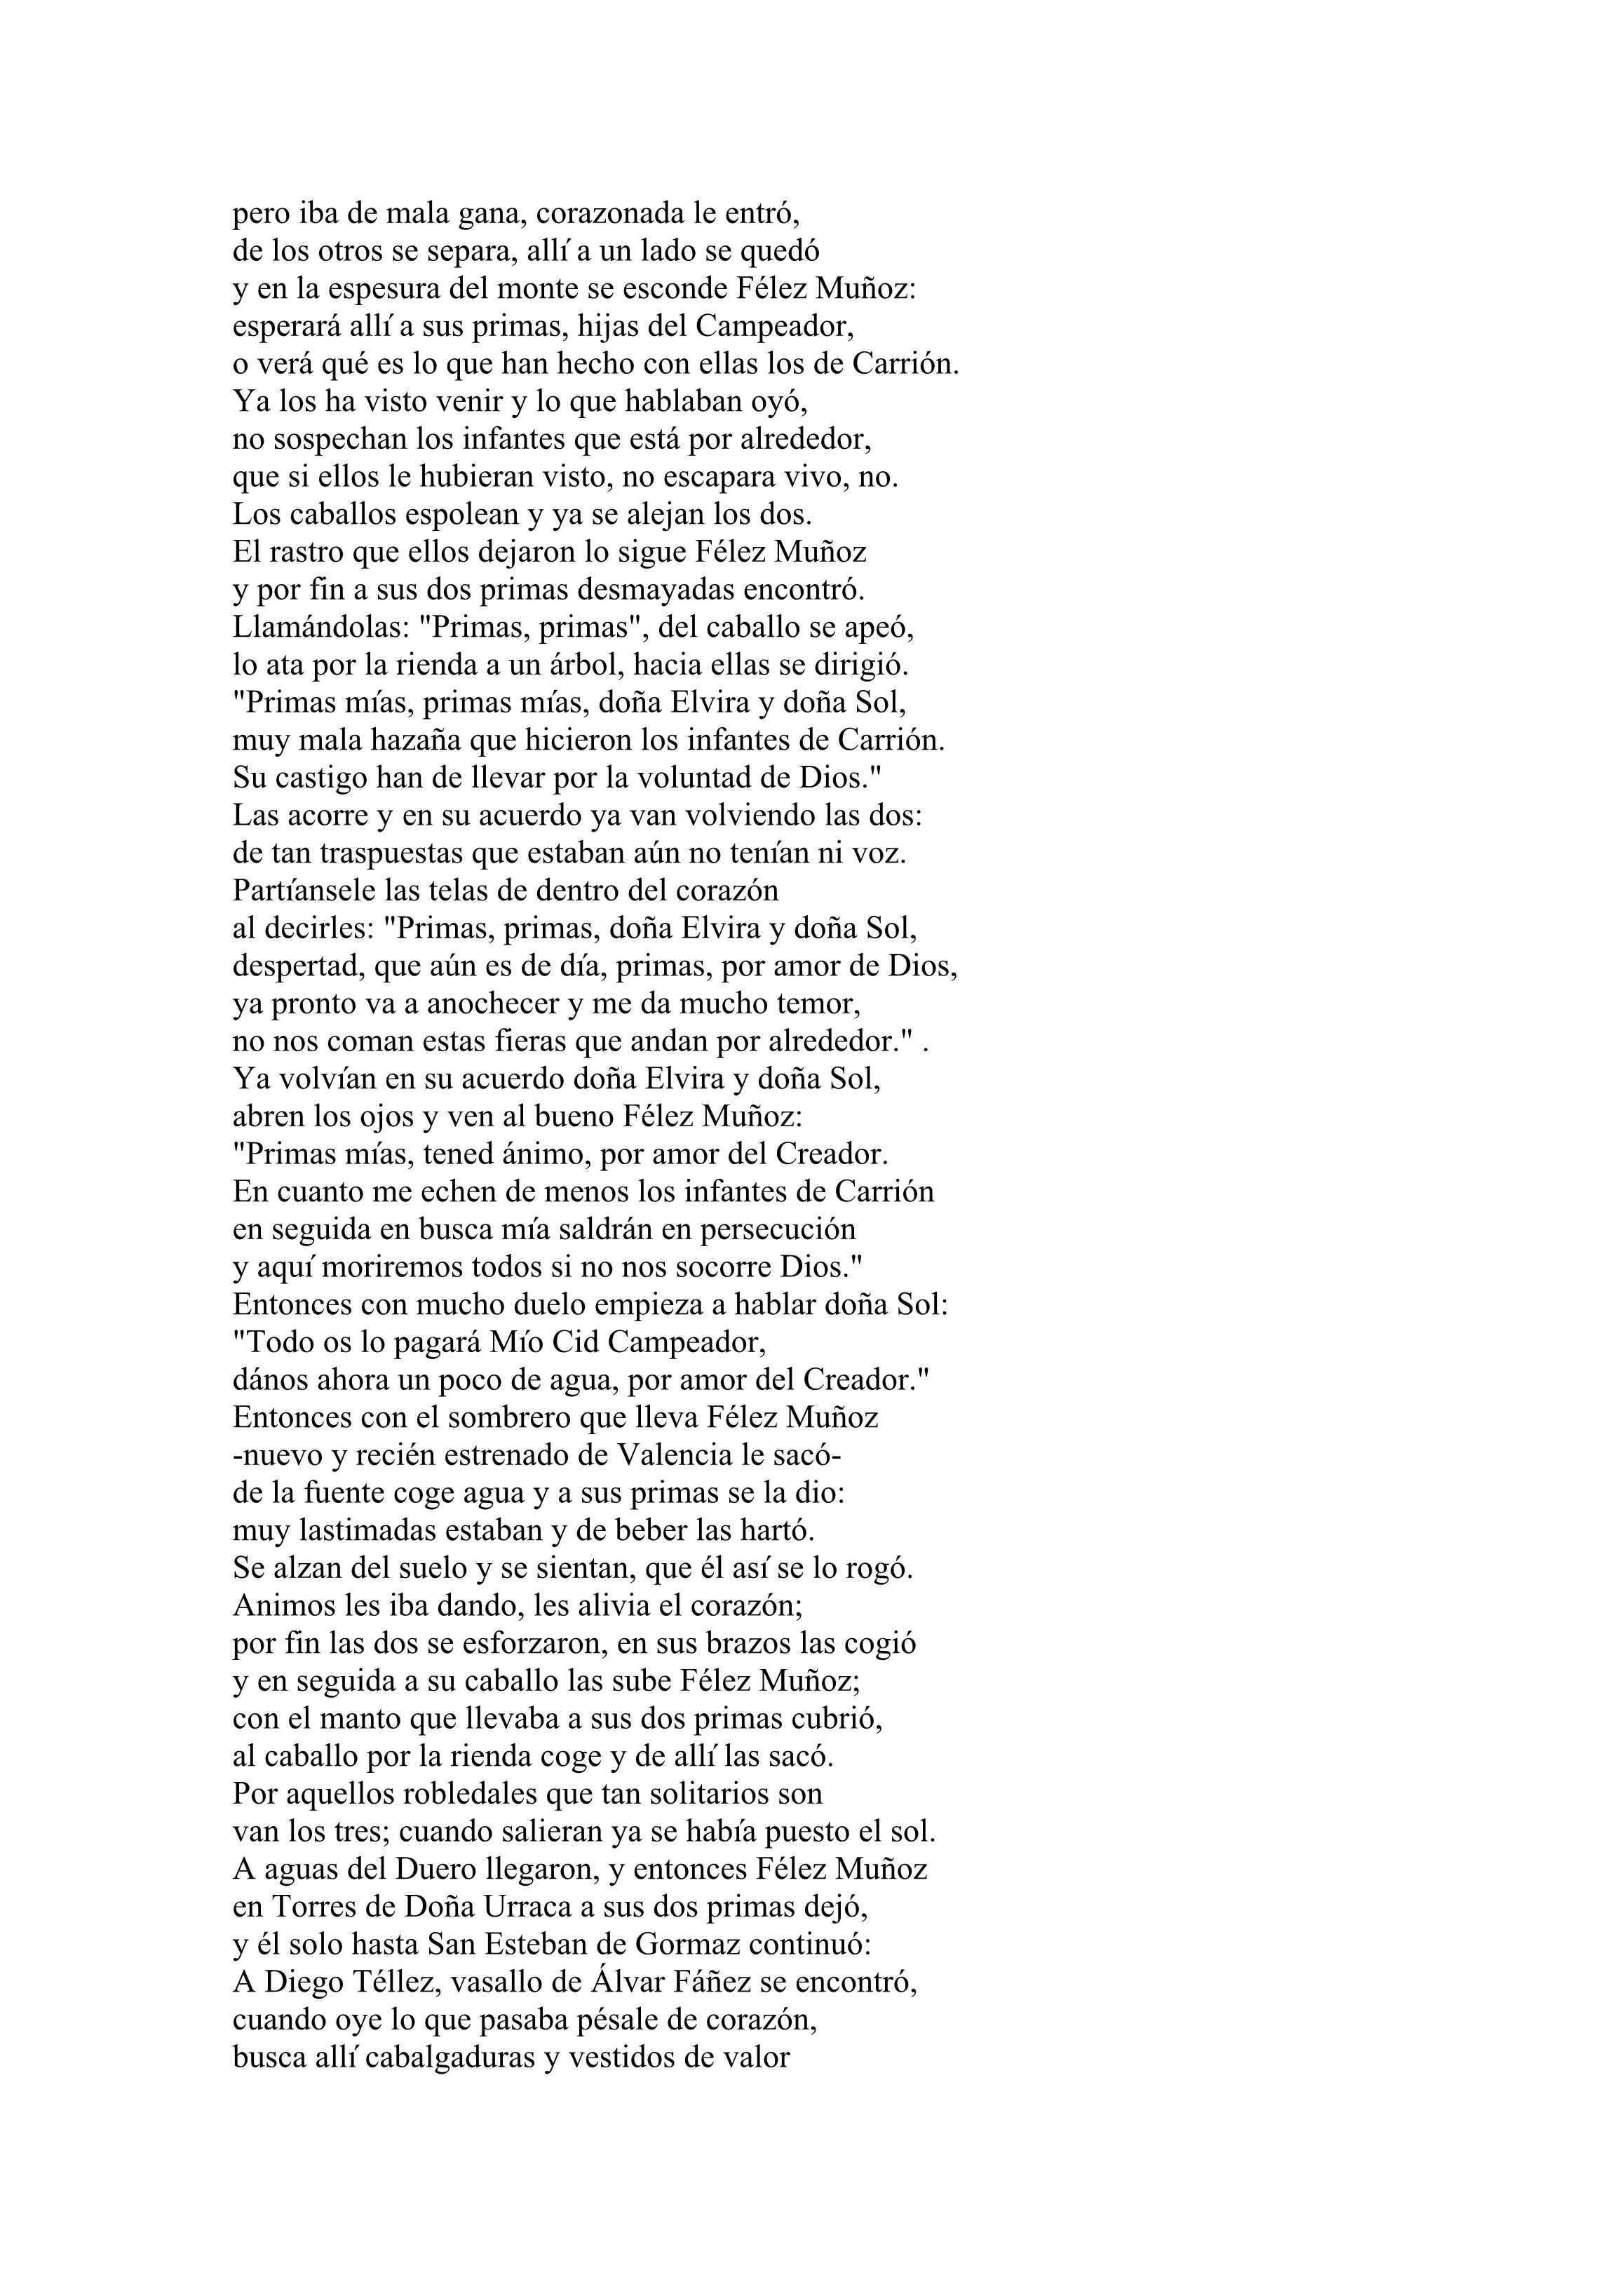 pero iba de mala gana, corazonada le entró,
de los otros se separa, allí a un lado se quedó
y en la espesura del monte se esconde Félez Muñoz:
esperará allí a sus primas, hijas del Campeador,
o verá qué es lo que han hecho con ellas los de Carrión.
Ya los ha visto venir y lo que hablaban oyó,
no sospechan los infantes que está por alrededor,
que si ellos le hubieran visto, no escapara vivo, no.
Los caballos espolean y ya se alejan los dos.
El rastro que ellos dejaron lo sigue Félez Muñoz
y por fin a sus dos primas desmayadas encontró.
Llamándolas: "Primas, primas", del caballo se apeó,
lo ata por la rienda a un árbol, hacia ellas se dirigió.
"Primas mías, primas mías, doña Elvira y doña Sol,
muy mala hazaña que hicieron los infantes de Carrión.
Su castigo han de llevar por la voluntad de Dios."
Las acorre y en su acuerdo ya van volviendo las dos:
de tan traspuestas que estaban aún no tenían ni voz.
Partíansele las telas de dentro del corazón
al decirles: "Primas, primas, doña Elvira y doña Sol,
despertad, que aún es de día, primas, por amor de Dios,
ya pronto va a anochecer y me da mucho temor,
no nos coman estas fieras que andan por alrededor." .
Ya volvían en su acuerdo doña Elvira y doña Sol,
abren los ojos y ven al bueno Félez Muñoz:
"Primas mías, tened ánimo, por amor del Creador.
En cuanto me echen de menos los infantes de Carrión
en seguida en busca mía saldrán en persecución
y aquí moriremos todos si no nos socorre Dios."
Entonces con mucho duelo empieza a hablar doña Sol:
"Todo os lo pagará Mío Cid Campeador,
dános ahora un poco de agua, por amor del Creador."
Entonces con el sombrero que lleva Félez Muñoz
-nuevo y recién estrenado de Valencia le sacó-
de la fuente coge agua y a sus primas se la dio:
muy lastimadas estaban y de beber las hartó.
Se alzan del suelo y se sientan, que él así se lo rogó.
Animos les iba dando, les alivia el corazón;
por fin las dos se esforzaron, en sus brazos las cogió
y en seguida a su caballo las sube Félez Muñoz;
con el manto que llevaba a sus dos primas cubrió,
al caballo por la rienda coge y de allí las sacó.
Por aquellos robledales que tan solitarios son
van los tres; cuando salieran ya se había puesto el sol.
A aguas del Duero llegaron, y entonces Félez Muñoz
en Torres de Doña Urraca a sus dos primas dejó,
y él solo hasta San Esteban de Gormaz continuó:
A Diego Téllez, vasallo de Álvar Fáñez se encontró,
cuando oye lo que pasaba pésale de corazón,
busca allí cabalgaduras y vestidos de valor